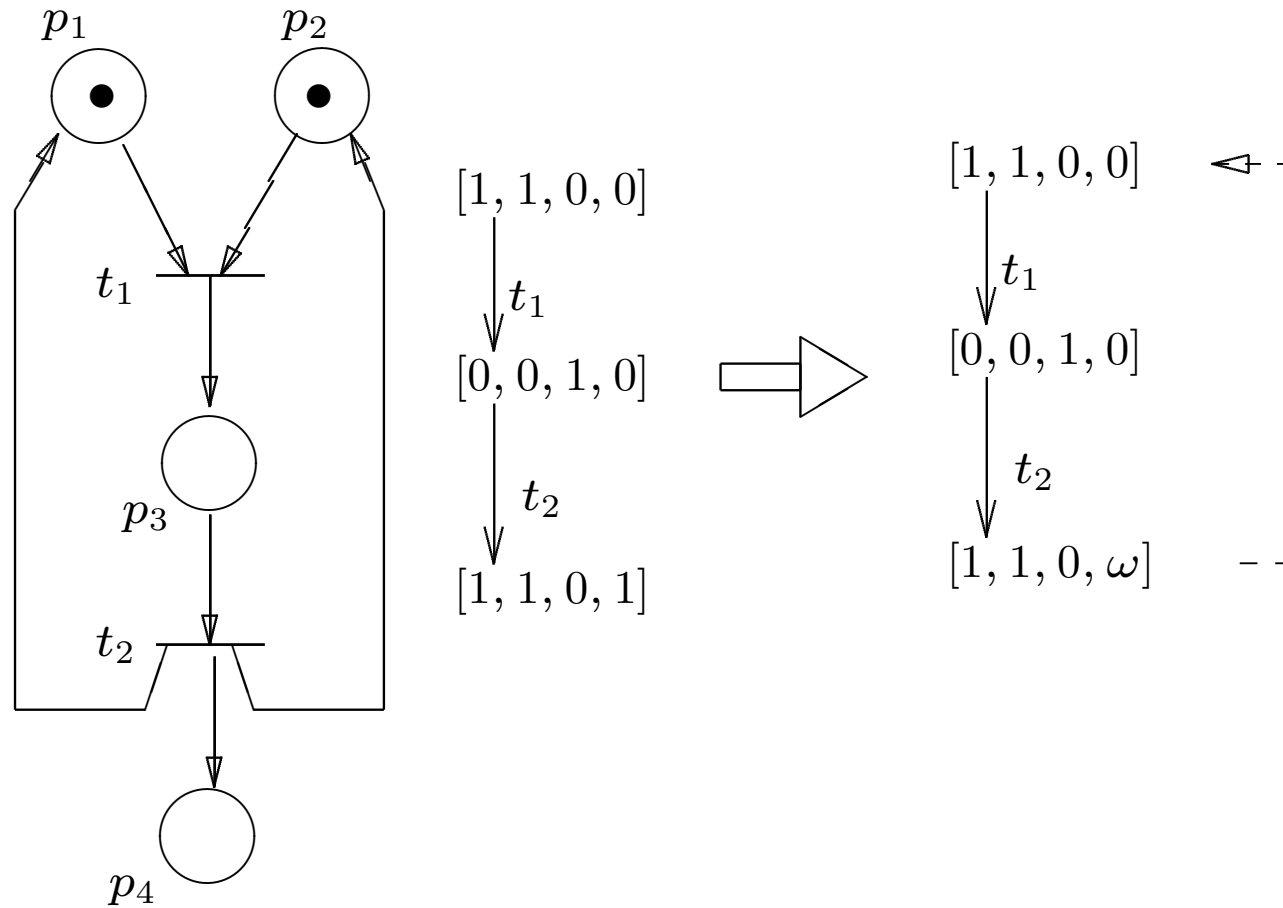 p₁
p₂
t₁
p₃
t₂
p₄
[1, 1, 0, 0]
t₁
[0, 0, 1, 0]
t₂
[1, 1, 0, 1]
[1, 1, 0, 0]
t₁
[0, 0, 1, 0]
t₂
[1, 1, 0, ω]